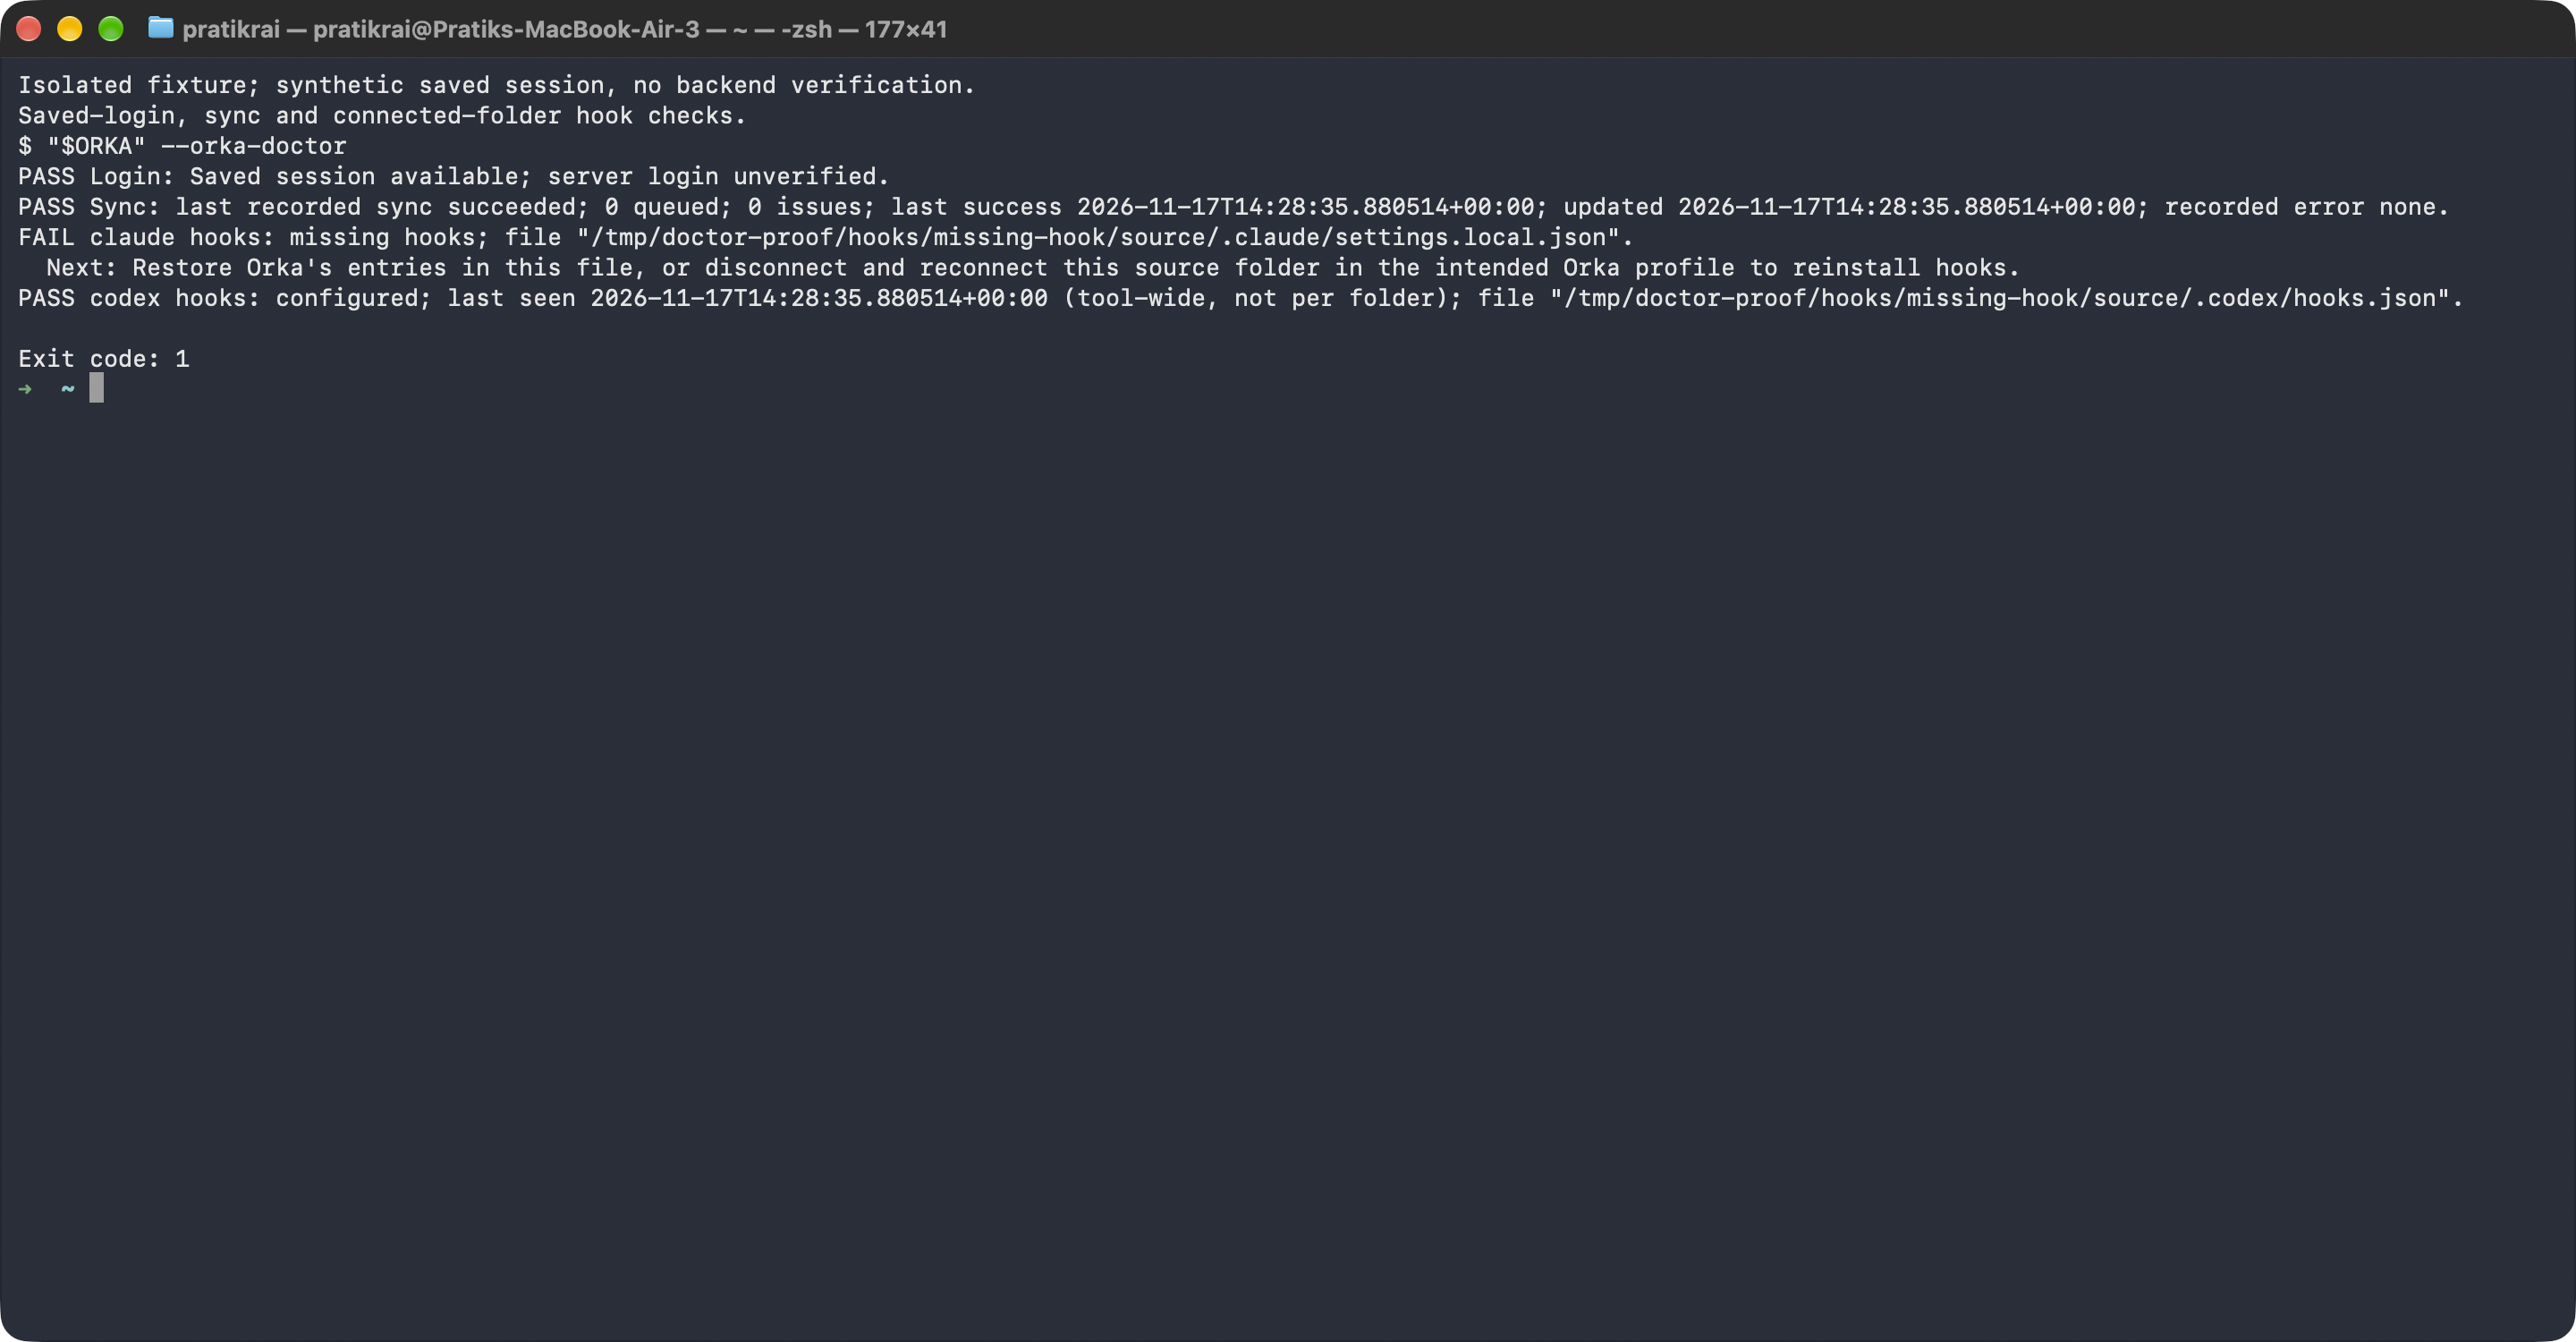 pratikrai — pratikrai@Pratiks-MacBook-Air-3 — ~ — -zsh — 177×41
Isolated fixture; synthetic saved session, no backend verification.
Saved-login, sync and connected-folder hook checks.
$ "$ORKA" --orka-doctor
PASS Login: Saved session available; server login unverified.
PASS Sync: last recorded sync succeeded; 0 queued; 0 issues; last success 2026-11-17T14:28:35.880514+00:00; updated 2026-11-17T14:28:35.880514+00:00; recorded error none.
FAIL claude hooks: missing hooks; file "/tmp/doctor-proof/hooks/missing-hook/source/.claude/settings.local.json".
  Next: Restore Orka's entries in this file, or disconnect and reconnect this source folder in the intended Orka profile to reinstall hooks.
PASS codex hooks: configured; last seen 2026-11-17T14:28:35.880514+00:00 (tool-wide, not per folder); file "/tmp/doctor-proof/hooks/missing-hook/source/.codex/hooks.json".
Exit code: 1
➜  ~